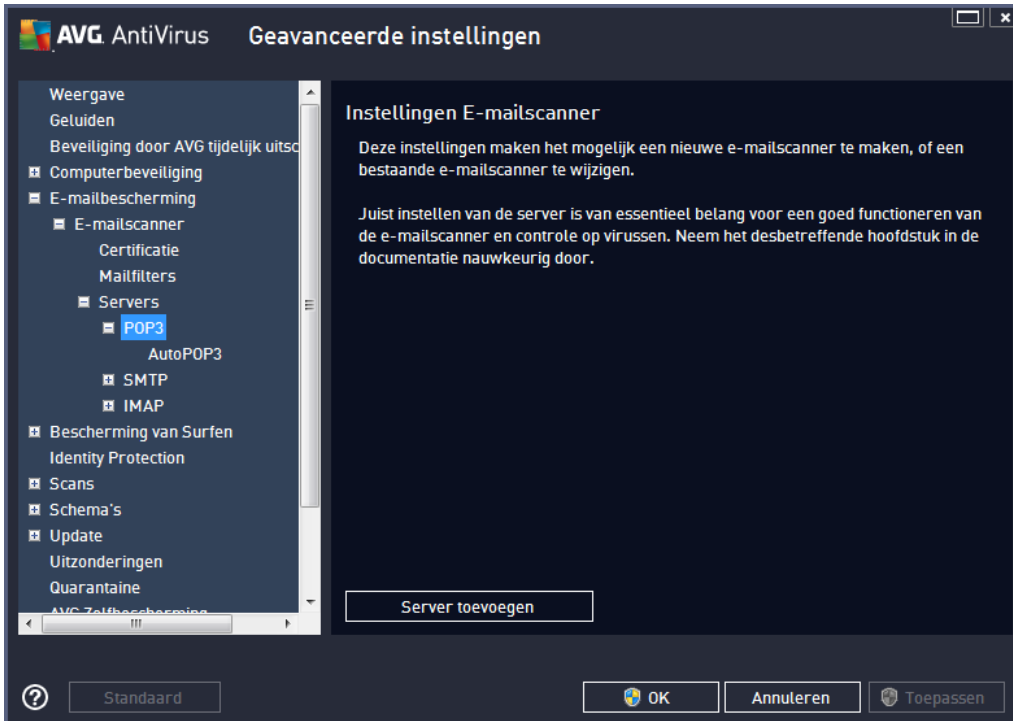 AVG. AntiVirus Geavanceerde instellingen
Weergave
Geluiden
Beveiliging door AVG tijdelijk uitsc
Computerbeveiliging
E-mailbescherming
E-mailscanner
Certificatie
Mailfilters
Servers
POP3
AutoPOP3
SMTP
IMAP
Bescherming van Surfen
Identity Protection
Scans
Schema's
Update
Uitzonderingen
Quarantaine
AVG Zelfbescherming
Instellingen E-mailscanner
Deze instellingen maken het mogelijk een nieuwe e-mailscanner te maken, of een
bestaande e-mailscanner te wijzigen.
Juist instellen van de server is van essentieel belang voor een goed functioneren van
de e-mailscanner en controle op virussen. Neem het desbetreffende hoofdstuk in de
documentatie nauwkeurig door.
Server toevoegen
Standaard
OK
Annuleren
Toepassen